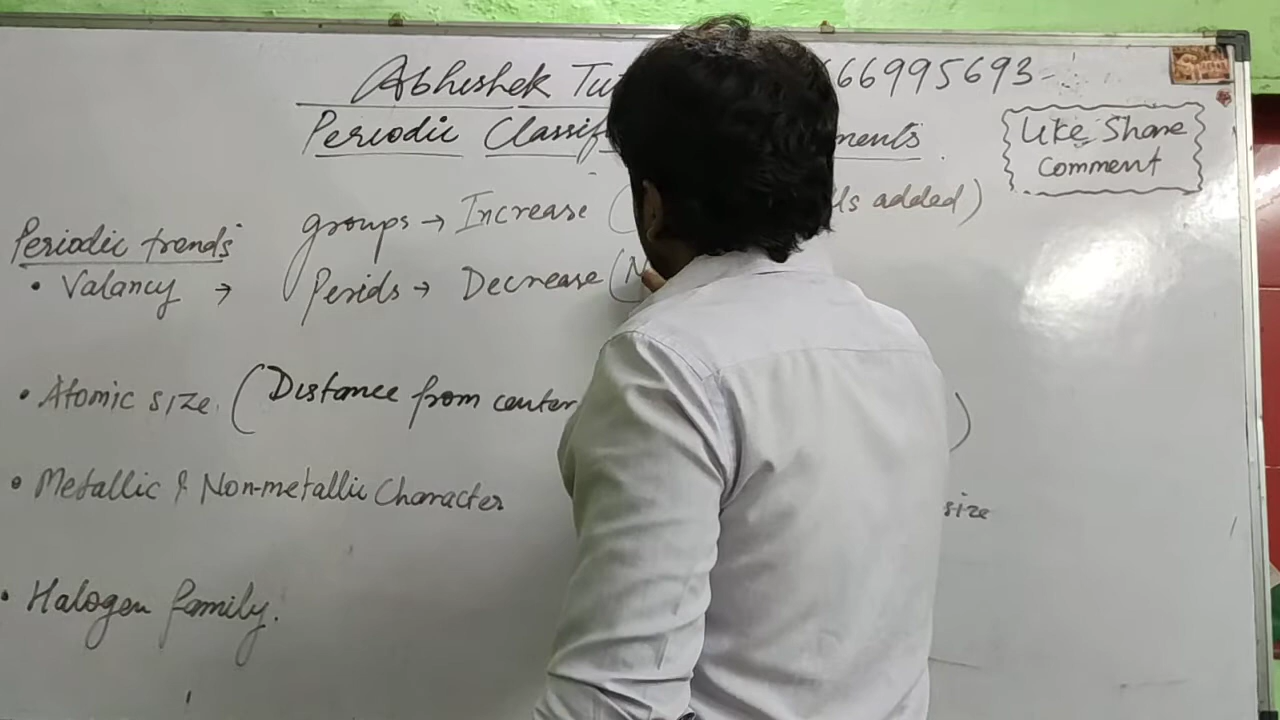 Abhishek Tu 66995693
Periodic Classif ments.
Like Share
Comment
groups → Increase ( ls added)
Periodic trends
• Valancy → Perids → Decrease (N
• Atomic size. (Distance from center )
• Metallic & Non-metallic Character size
• Halogen family.